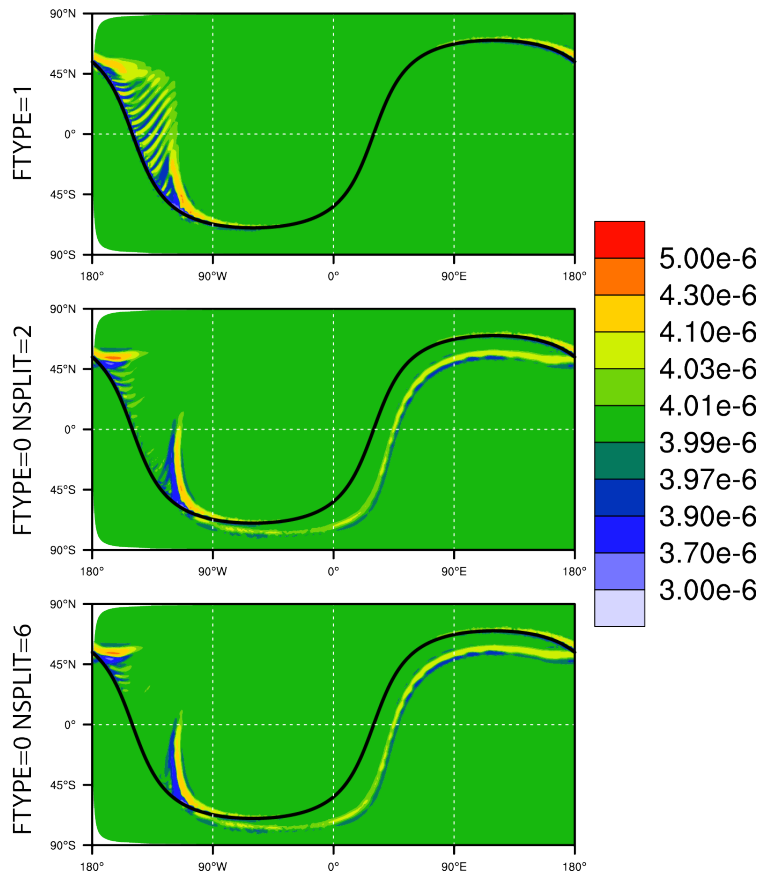 FTYPE=1
90°N
45°N
0°
45°S
90°S
180° 90°W 0° 90°E 180°
FTYPE=0 NSPLIT=2
90°N
45°N
0°
45°S
90°S
180° 90°W 0° 90°E 180°
FTYPE=0 NSPLIT=6
90°N
45°N
0°
45°S
90°S
180° 90°W 0° 90°E 180°
5.00e-6
4.30e-6
4.10e-6
4.03e-6
4.01e-6
3.99e-6
3.97e-6
3.90e-6
3.70e-6
3.00e-6